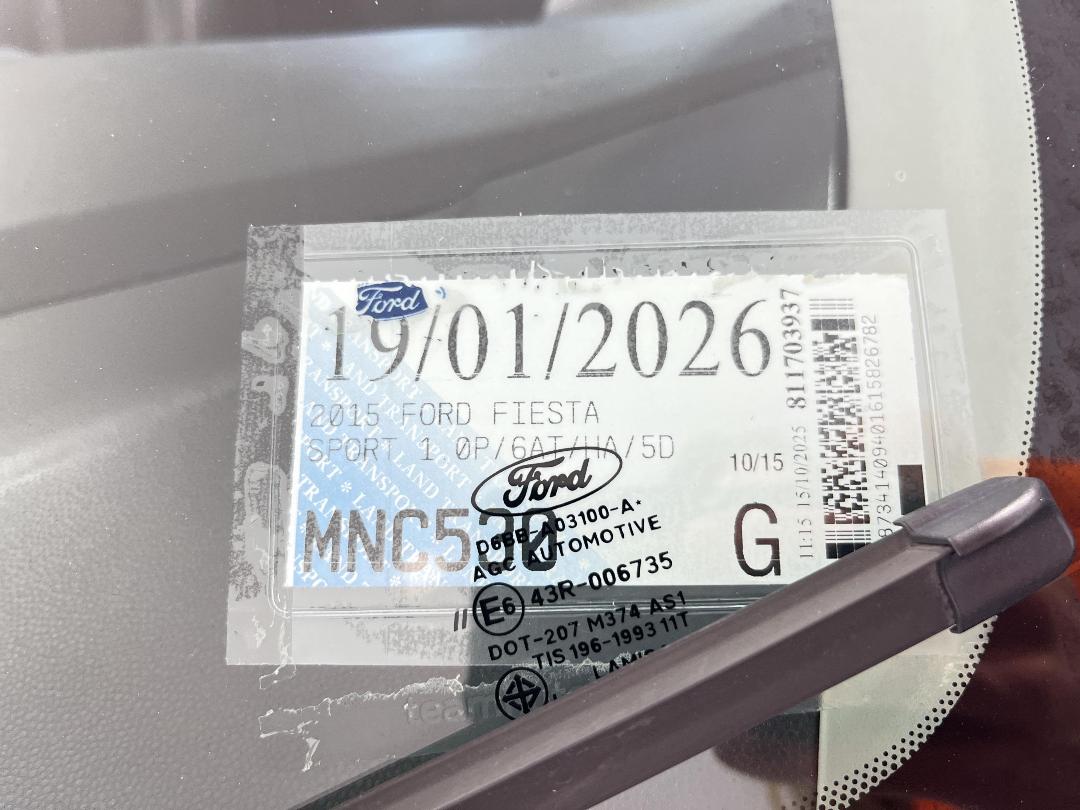 Ford
19/01/2026
2015 FORD FIESTA
SPORT 1 0P/6AT/HA/5D
10/15
MNC530
G
11:15 15/10/2025 811703937
87341409401615826782
Ford
D6BB-A03100-A
AGC AUTOMOTIVE
E6 43R-006735
DOT-207 M374 AS1
TIS 196-1993 11T